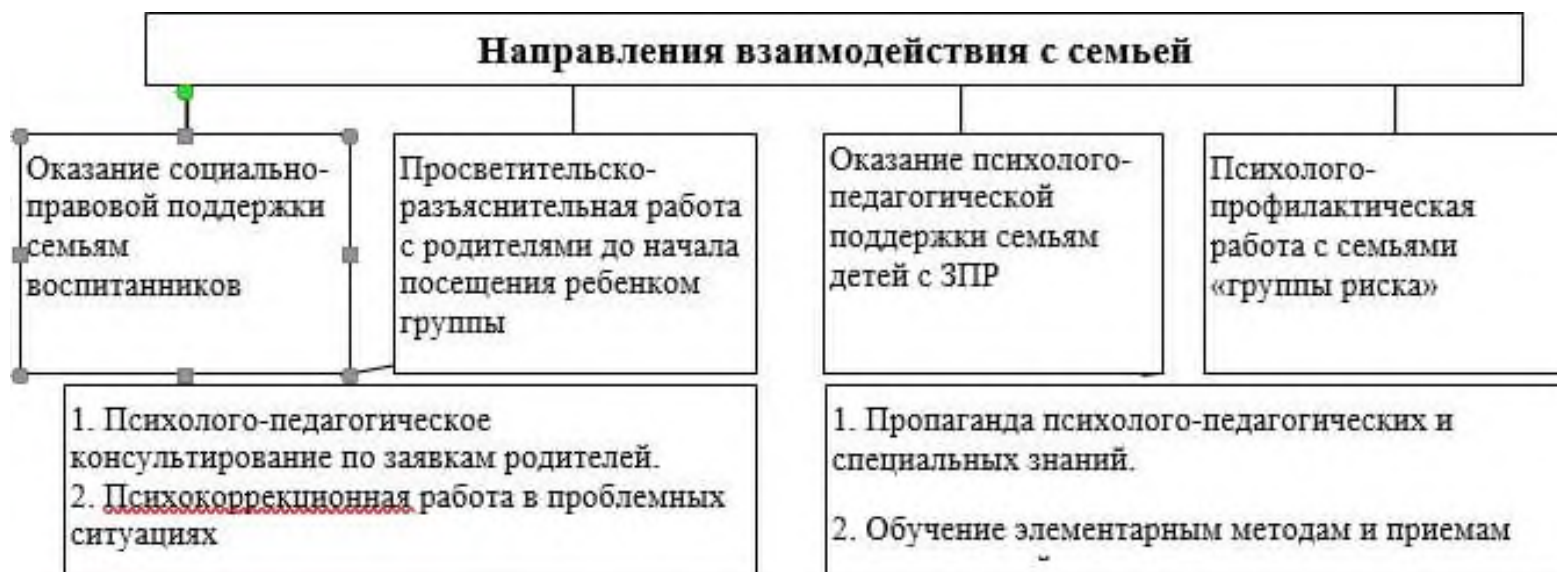 Направления взаимодействия с семьей
Оказание социально-
правовой поддержки
семьям
воспитанников
Просветительско-
разъяснительная работа
с родителями до начала
посещения ребенком
группы
Оказание психолого-
педагогической
поддержки семьям
детей с ЗПР
Психолого-
профилактическая
работа с семьями
«группы риска»
1. Психолого-педагогическое
консультирование по заявкам родителей.
2. Психокоррекционная работа в проблемных
ситуациях
1. Пропаганда психолого-педагогических и
специальных знаний.
2. Обучение элементарным методам и приемам